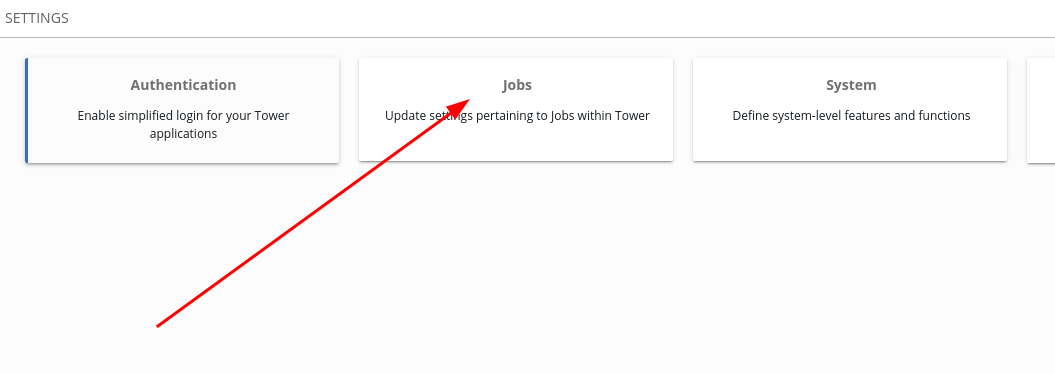 SETTINGS
Authentication
Enable simplified login for your Tower
applications
Jobs
Update settings pertaining to Jobs within Tower
System
Define system-level features and functions